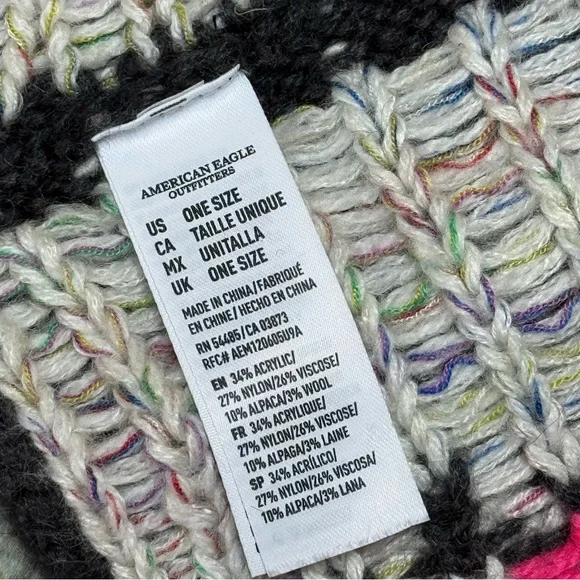 AMERICAN EAGLE
OUTFITTERS
US ONE SIZE
CA TAILLE UNIQUE
MX UNITALLA
UK ONE SIZE
MADE IN CHINA/FABRIQUÉ
EN CHINE/HECHO EN CHINA
RN 54485/CA 03873
RFC# AEM120605U9A
EN 34% ACRYLIC/
27% NYLON/26% VISCOSE/
10% ALPACA/3% WOOL
FR 34% ACRYLIQUE/
27% NYLON/26% VISCOSE/
10% ALPAGA/3% LAINE
SP 34% ACRÍLICO/
27% NYLON/26% VISCOSA/
10% ALPACA/3% LANA